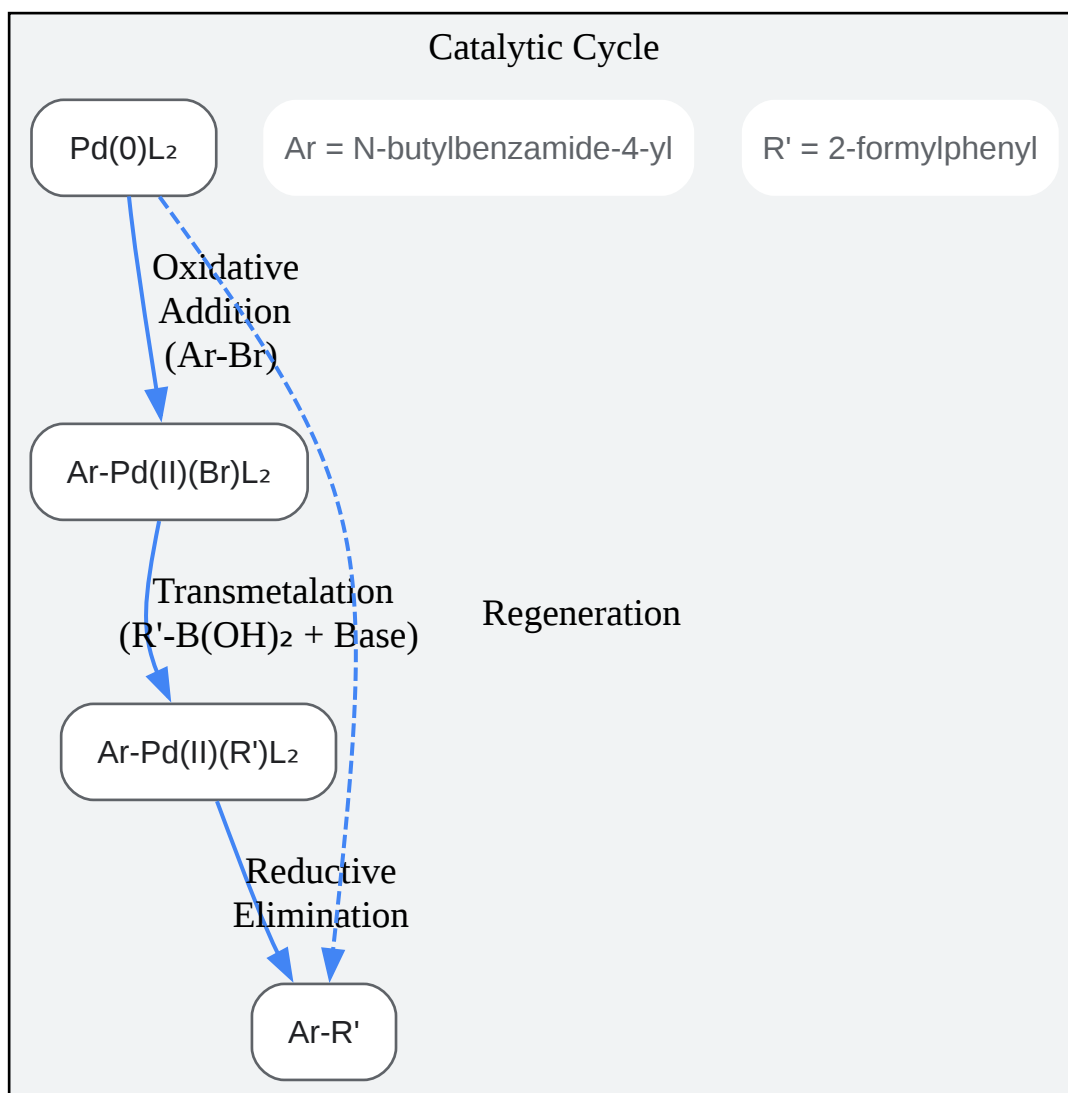 Catalytic Cycle
Pd(0)L₂
Ar = N-butylbenzamide-4-yl
R' = 2-formylphenyl
Oxidative
Addition
(Ar-Br)
Ar-Pd(II)(Br)L₂
Transmetalation
(R'-B(OH)₂ + Base)
Regeneration
Ar-Pd(II)(R')L₂
Reductive
Elimination
Ar-R'